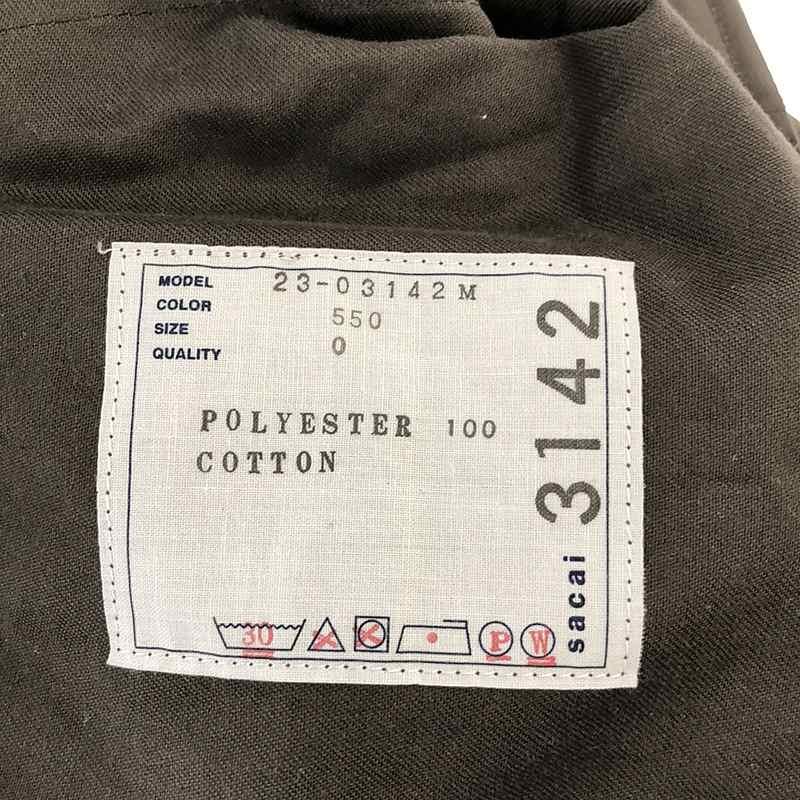 MODEL 23-03142M
COLOR 550
SIZE 0
QUALITY
POLYESTER 100
COTTON
30
P
W
sacai 3142